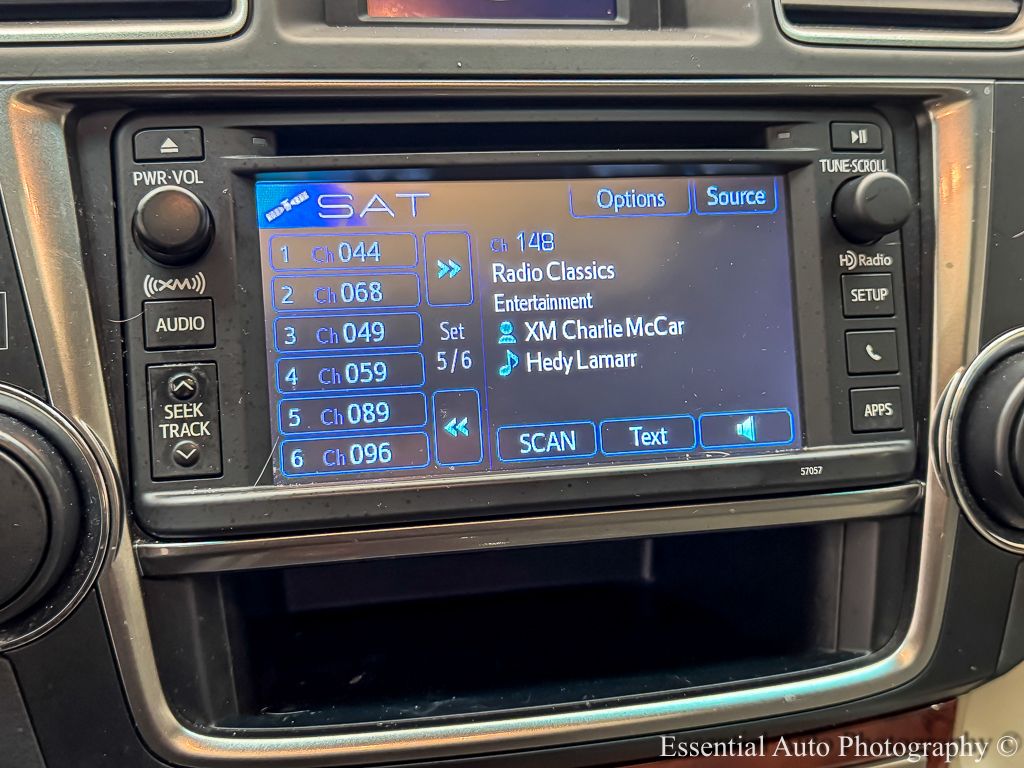 PWR·VOL
TUNE·SCROLL
SAT
Options
Source
1 Ch 044
2 Ch 068
3 Ch 049
4 Ch 059
5 Ch 089
6 Ch 096
Set
5/6
Ch 148
Radio Classics
Entertainment
XM Charlie McCar
Hedy Lamarr
SCAN
Text
((XM))
AUDIO
SEEK
TRACK
HD Radio
SETUP
APPS
57057
Essential Auto Photography ©